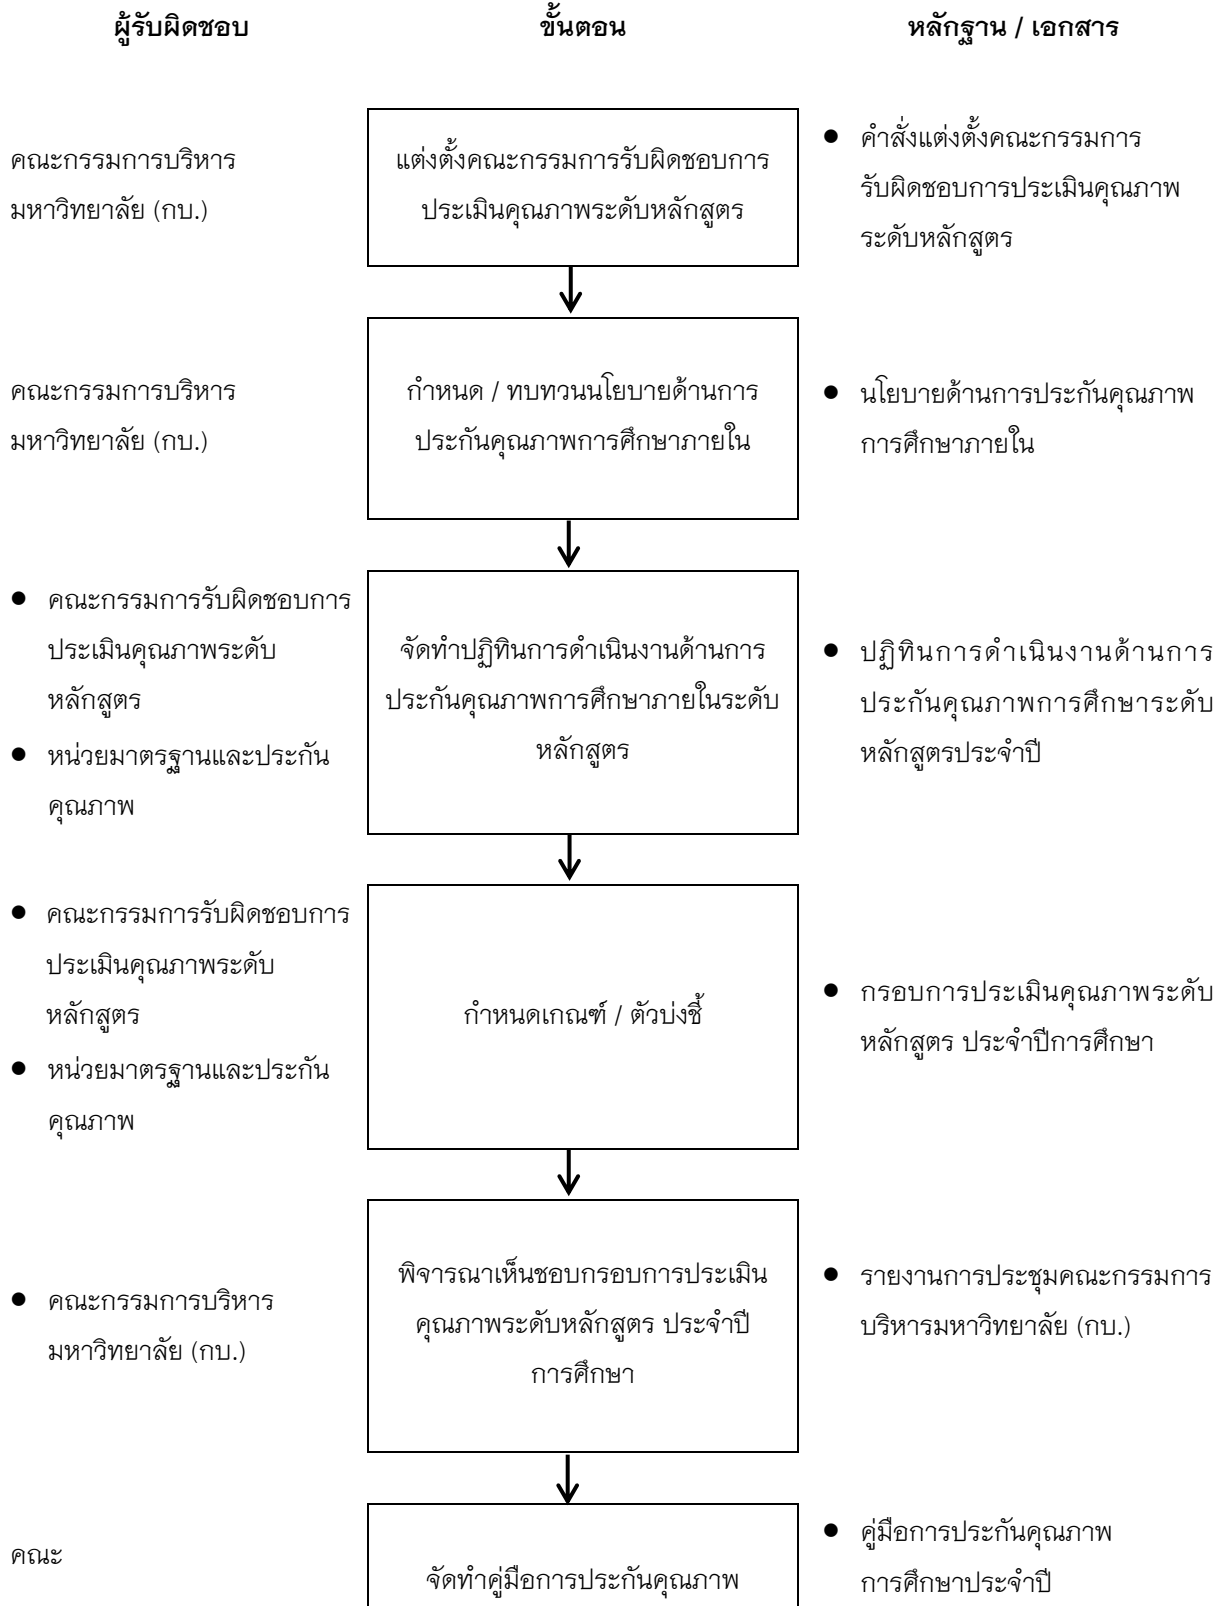 ผู้รับผิดชอบ
ขั้นตอน
หลักฐาน / เอกสาร
คณะกรรมการบริหาร
มหาวิทยาลัย (กบ.)
แต่งตั้งคณะกรรมการรับผิดชอบการ
ประเมินคุณภาพระดับหลักสูตร
● คำสั่งแต่งตั้งคณะกรรมการ
รับผิดชอบการประเมินคุณภาพ
ระดับหลักสูตร
คณะกรรมการบริหาร
มหาวิทยาลัย (กบ.)
กำหนด / ทบทวนนโยบายด้านการ
ประกันคุณภาพการศึกษาภายใน
● นโยบายด้านการประกันคุณภาพ
การศึกษาภายใน
● คณะกรรมการรับผิดชอบการ
ประเมินคุณภาพระดับ
หลักสูตร
● หน่วยมาตรฐานและประกัน
คุณภาพ
จัดทำปฏิทินการดำเนินงานด้านการ
ประกันคุณภาพการศึกษาภายในระดับ
หลักสูตร
● ปฏิทินการดำเนินงานด้านการ
ประกันคุณภาพการศึกษาระดับ
หลักสูตรประจำปี
● คณะกรรมการรับผิดชอบการ
ประเมินคุณภาพระดับ
หลักสูตร
● หน่วยมาตรฐานและประกัน
คุณภาพ
กำหนดเกณฑ์ / ตัวบ่งชี้
● กรอบการประเมินคุณภาพระดับ
หลักสูตร ประจำปีการศึกษา
● คณะกรรมการบริหาร
มหาวิทยาลัย (กบ.)
พิจารณาเห็นชอบกรอบการประเมิน
คุณภาพระดับหลักสูตร ประจำปี
การศึกษา
● รายงานการประชุมคณะกรรมการ
บริหารมหาวิทยาลัย (กบ.)
คณะ
จัดทำคู่มือการประกันคุณภาพ
● คู่มือการประกันคุณภาพ
การศึกษาประจำปี